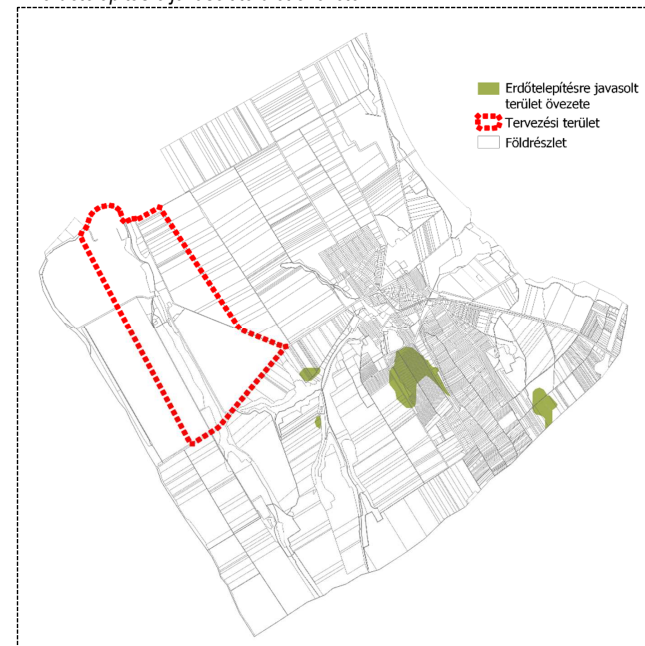 Erdőtelepítésre javasolt
terület övezete
Tervezési terület
Földrészlet